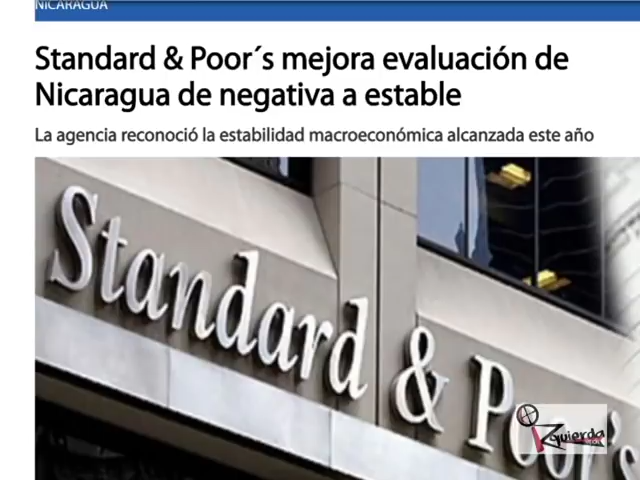 NICARAGUA
Standard & Poor´s mejora evaluación de
Nicaragua de negativa a estable
La agencia reconoció la estabilidad macroeconómica alcanzada este año
Standard & Poor's
Izquierda